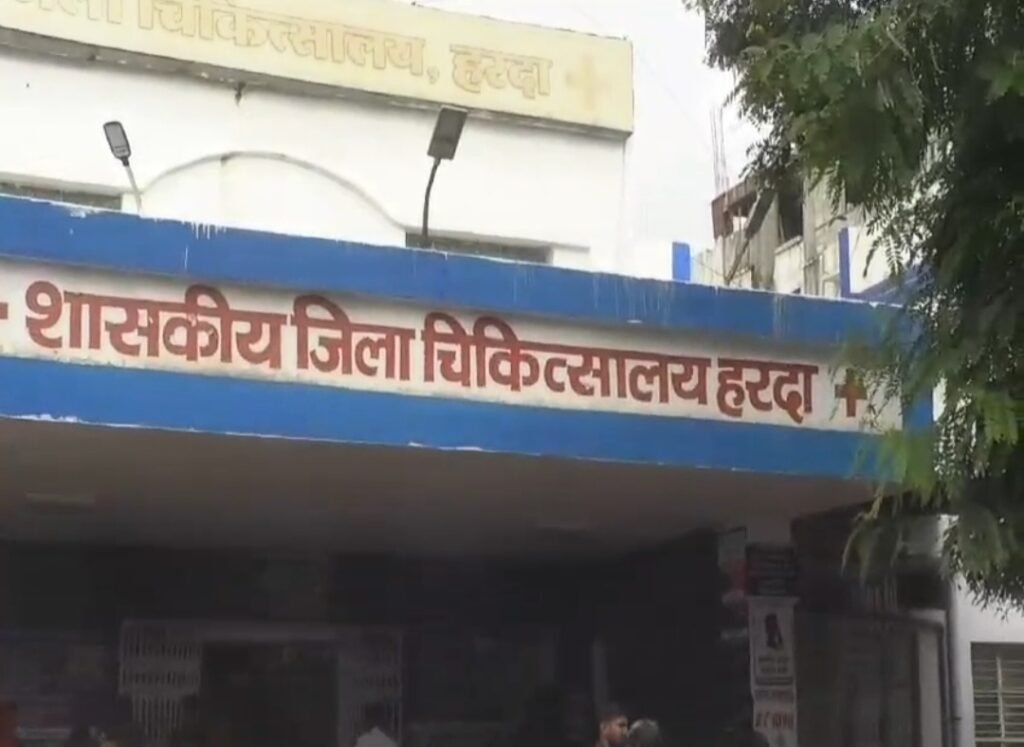 जिला चिकित्सालय, हरदा +
+ शासकीय जिला चिकित्सालय हरदा +